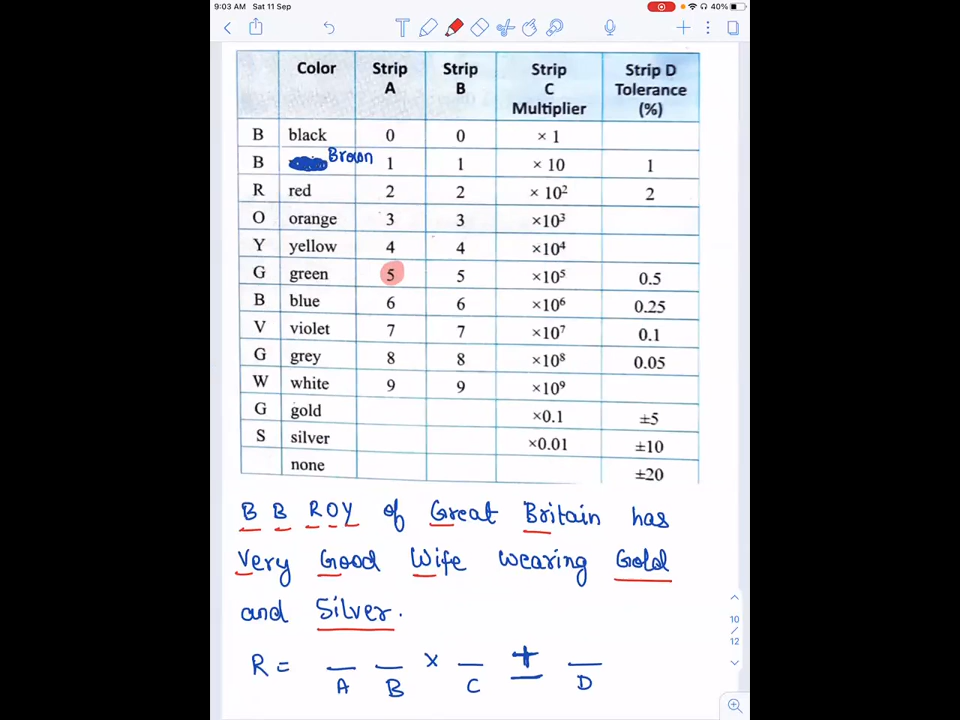 9:03 AM Sat 11 Sep 40%
T
Color Strip A Strip B Strip C Multiplier Strip D Tolerance (%)
B black 0 0 × 1
B Brown 1 1 × 10 1
R red 2 2 × 10² 2
O orange 3 3 ×10³
Y yellow 4 4 ×10⁴
G green 5 5 ×10⁵ 0.5
B blue 6 6 ×10⁶ 0.25
V violet 7 7 ×10⁷ 0.1
G grey 8 8 ×10⁸ 0.05
W white 9 9 ×10⁹
G gold ×0.1 ±5
S silver ×0.01 ±10
none ±20
B B ROY of Great Britain has
Very Good Wife wearing Gold
and Silver.
R = __ __ × __ ± __
A B C D
10
/
12